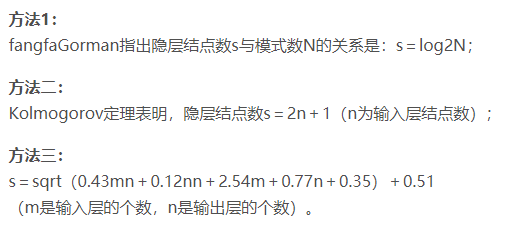 方法1：
fangfaGorman指出隐层结点数s与模式数N的关系是：s＝log2N；
方法二：
Kolmogorov定理表明，隐层结点数s＝2n＋1（n为输入层结点数）；
方法三：
s＝sqrt（0.43mn＋0.12nn＋2.54m＋0.77n＋0.35）＋0.51
（m是输入层的个数，n是输出层的个数）。